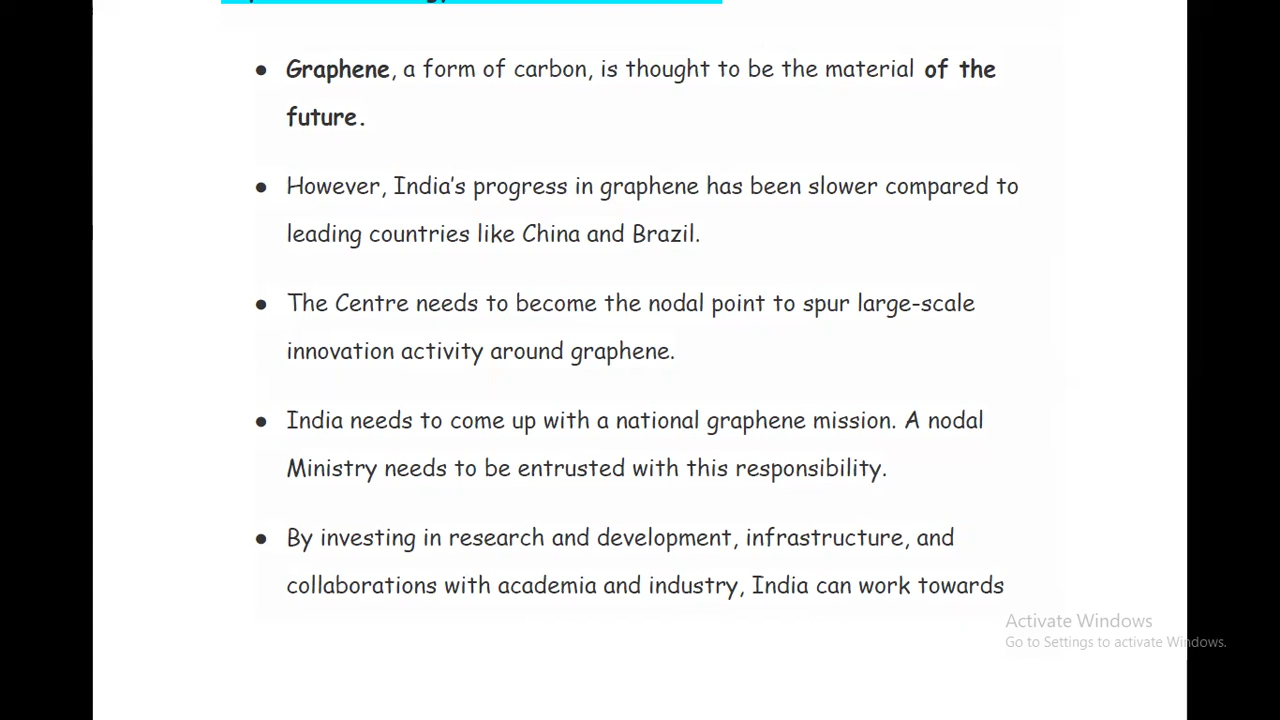 ● Graphene, a form of carbon, is thought to be the material of the
future.
● However, India's progress in graphene has been slower compared to
leading countries like China and Brazil.
● The Centre needs to become the nodal point to spur large-scale
innovation activity around graphene.
● India needs to come up with a national graphene mission. A nodal
Ministry needs to be entrusted with this responsibility.
● By investing in research and development, infrastructure, and
collaborations with academia and industry, India can work towards
Activate Windows
Go to Settings to activate Windows.